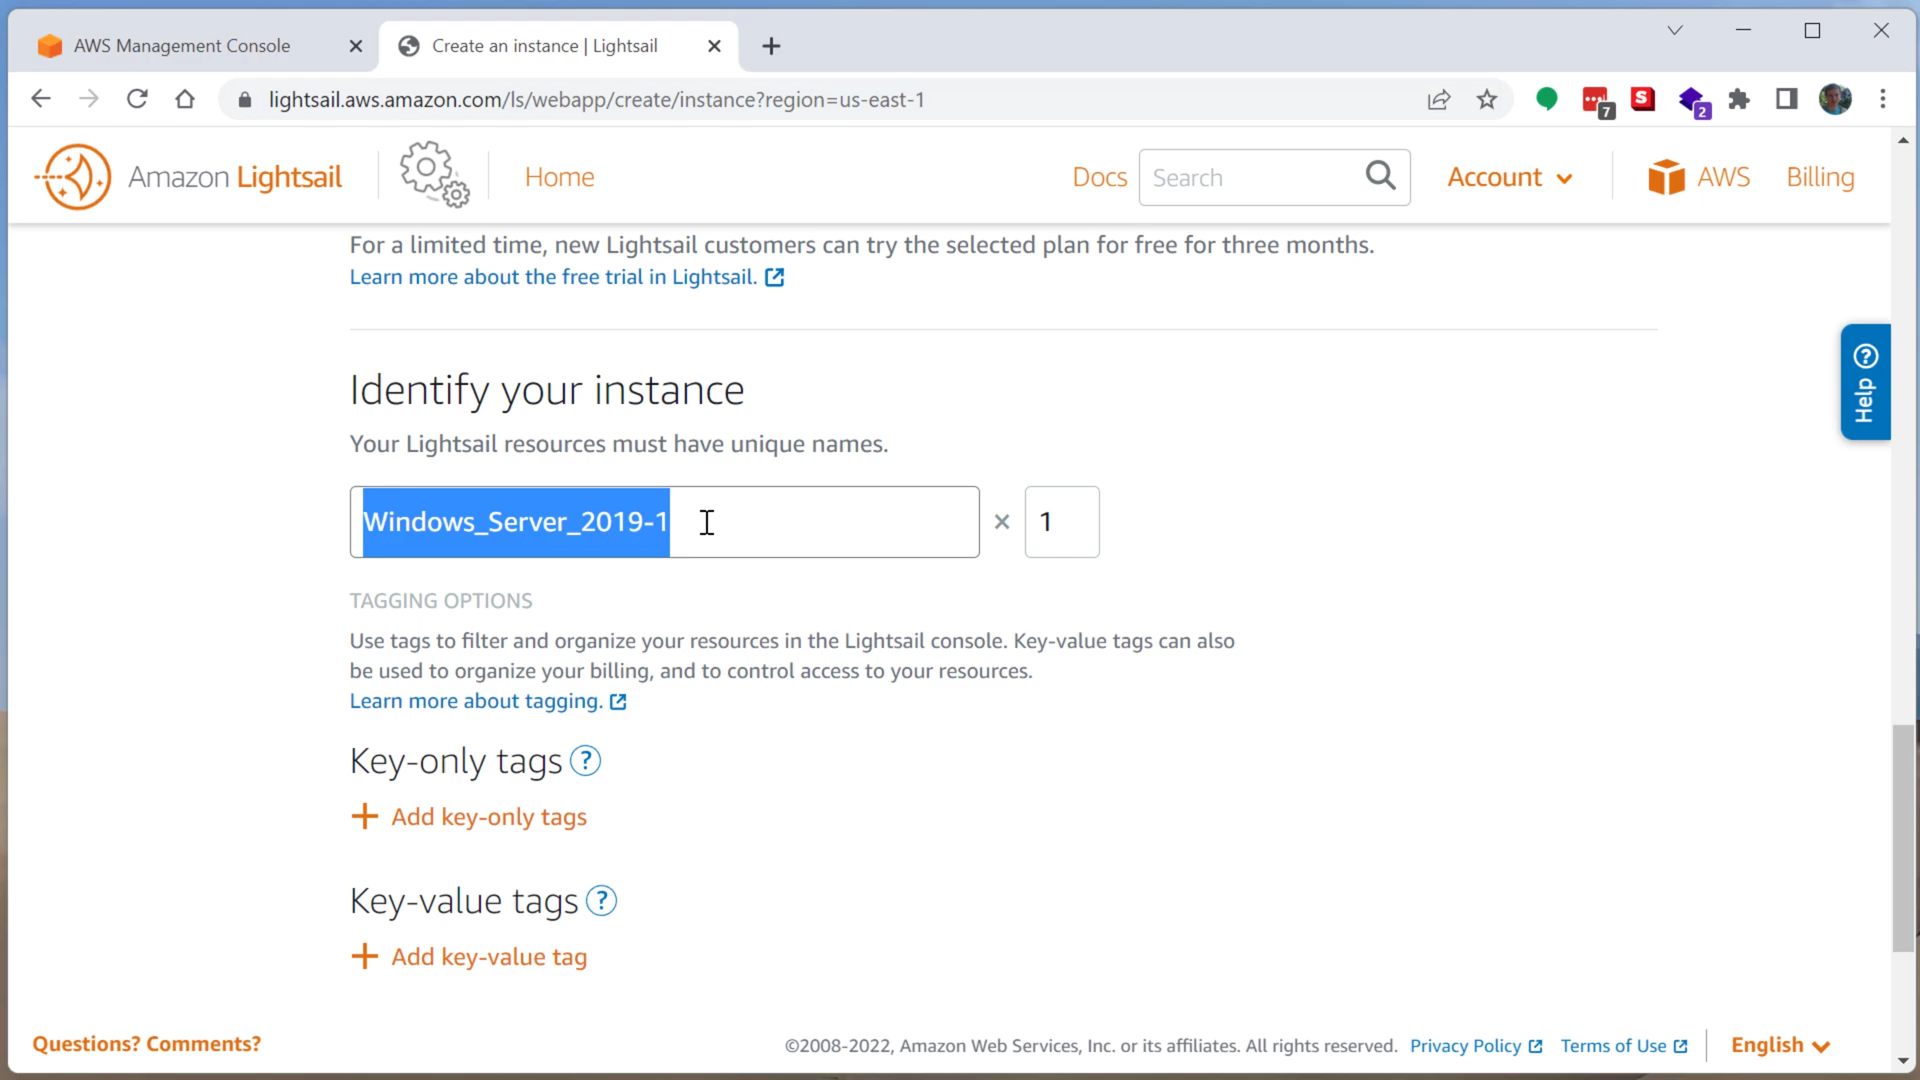 AWS Management Console
Create an instance | Lightsail
lightsail.aws.amazon.com/ls/webapp/create/instance?region=us-east-1
7
S
2
Amazon Lightsail
Home
Docs
Search
Account
AWS
Billing
For a limited time, new Lightsail customers can try the selected plan for free for three months.
Learn more about the free trial in Lightsail.
Help
Identify your instance
Your Lightsail resources must have unique names.
Windows_Server_2019-1
× 1
TAGGING OPTIONS
Use tags to filter and organize your resources in the Lightsail console. Key-value tags can also
be used to organize your billing, and to control access to your resources.
Learn more about tagging.
Key-only tags ?
+ Add key-only tags
Key-value tags ?
+ Add key-value tag
Questions? Comments?
©2008-2022, Amazon Web Services, Inc. or its affiliates. All rights reserved.
Privacy Policy
Terms of Use
English